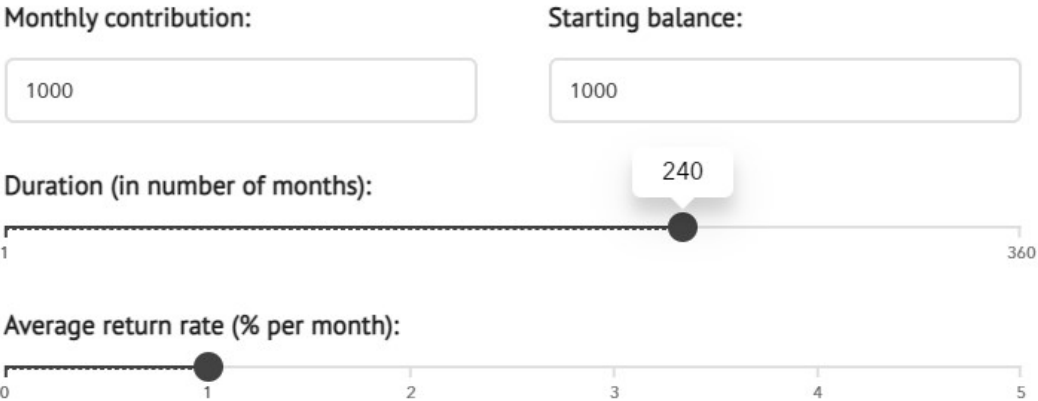 Monthly contribution: Starting balance:
1000 1000
240
Duration (in number of months):
1 360
Average return rate (% per month):
0 1 2 3 4 5